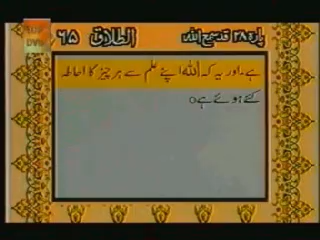 پارہ ۲۸ قد سمع اللہ
الطلاق ۶۵
ہے، اور یہ کہ اللہ اپنے علم سے ہر چیز کا احاطہ
کئے ہوئے ہے ○